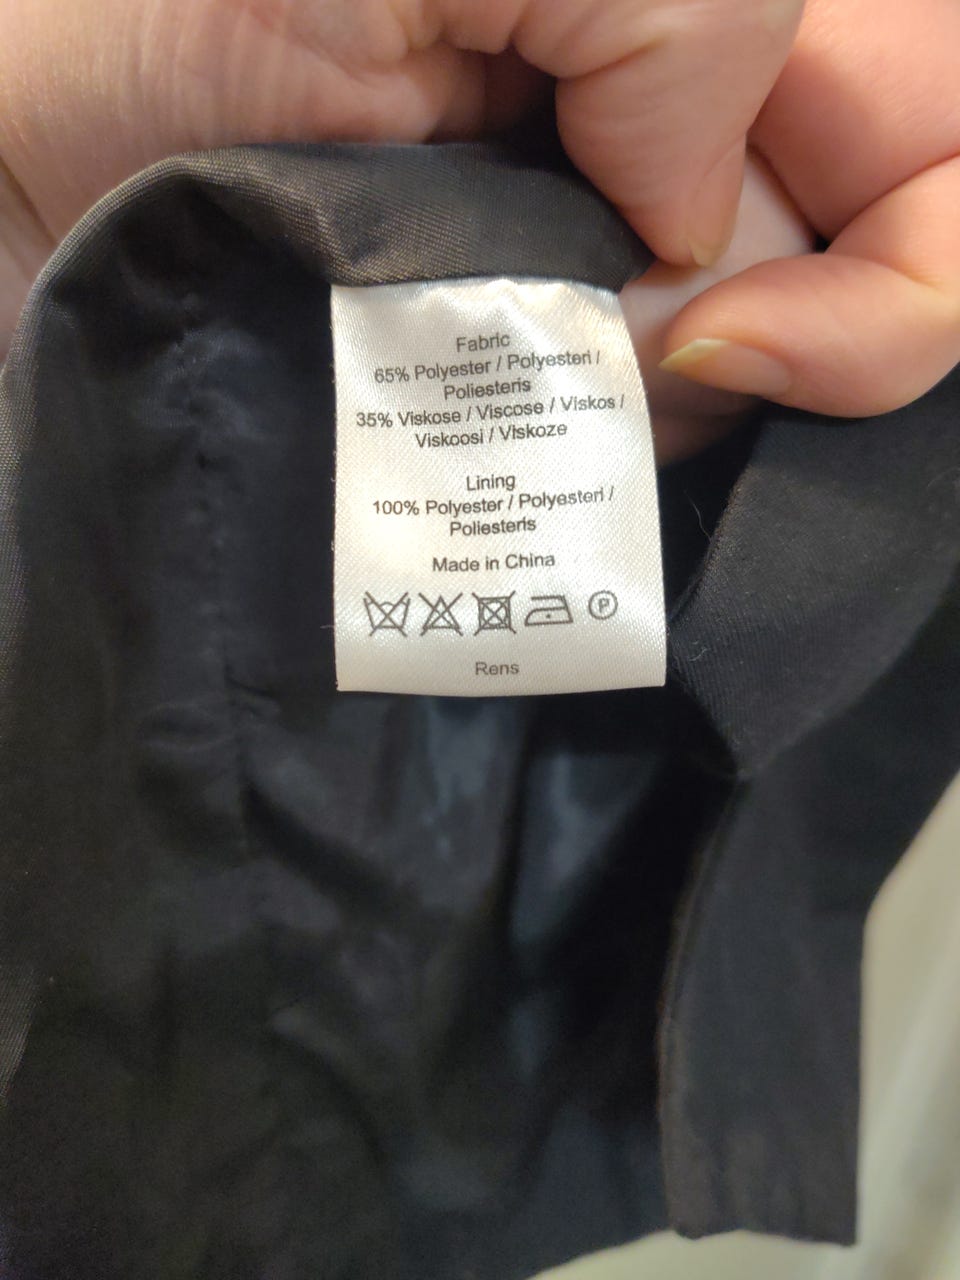 Fabric
65% Polyester / Polyesteri /
Poliesteris
35% Viskose / Viscose / Viskos /
Viskoosi / Viskoze
Lining
100% Polyester / Polyesteri /
Poliesteris
Made in China
P
Rens